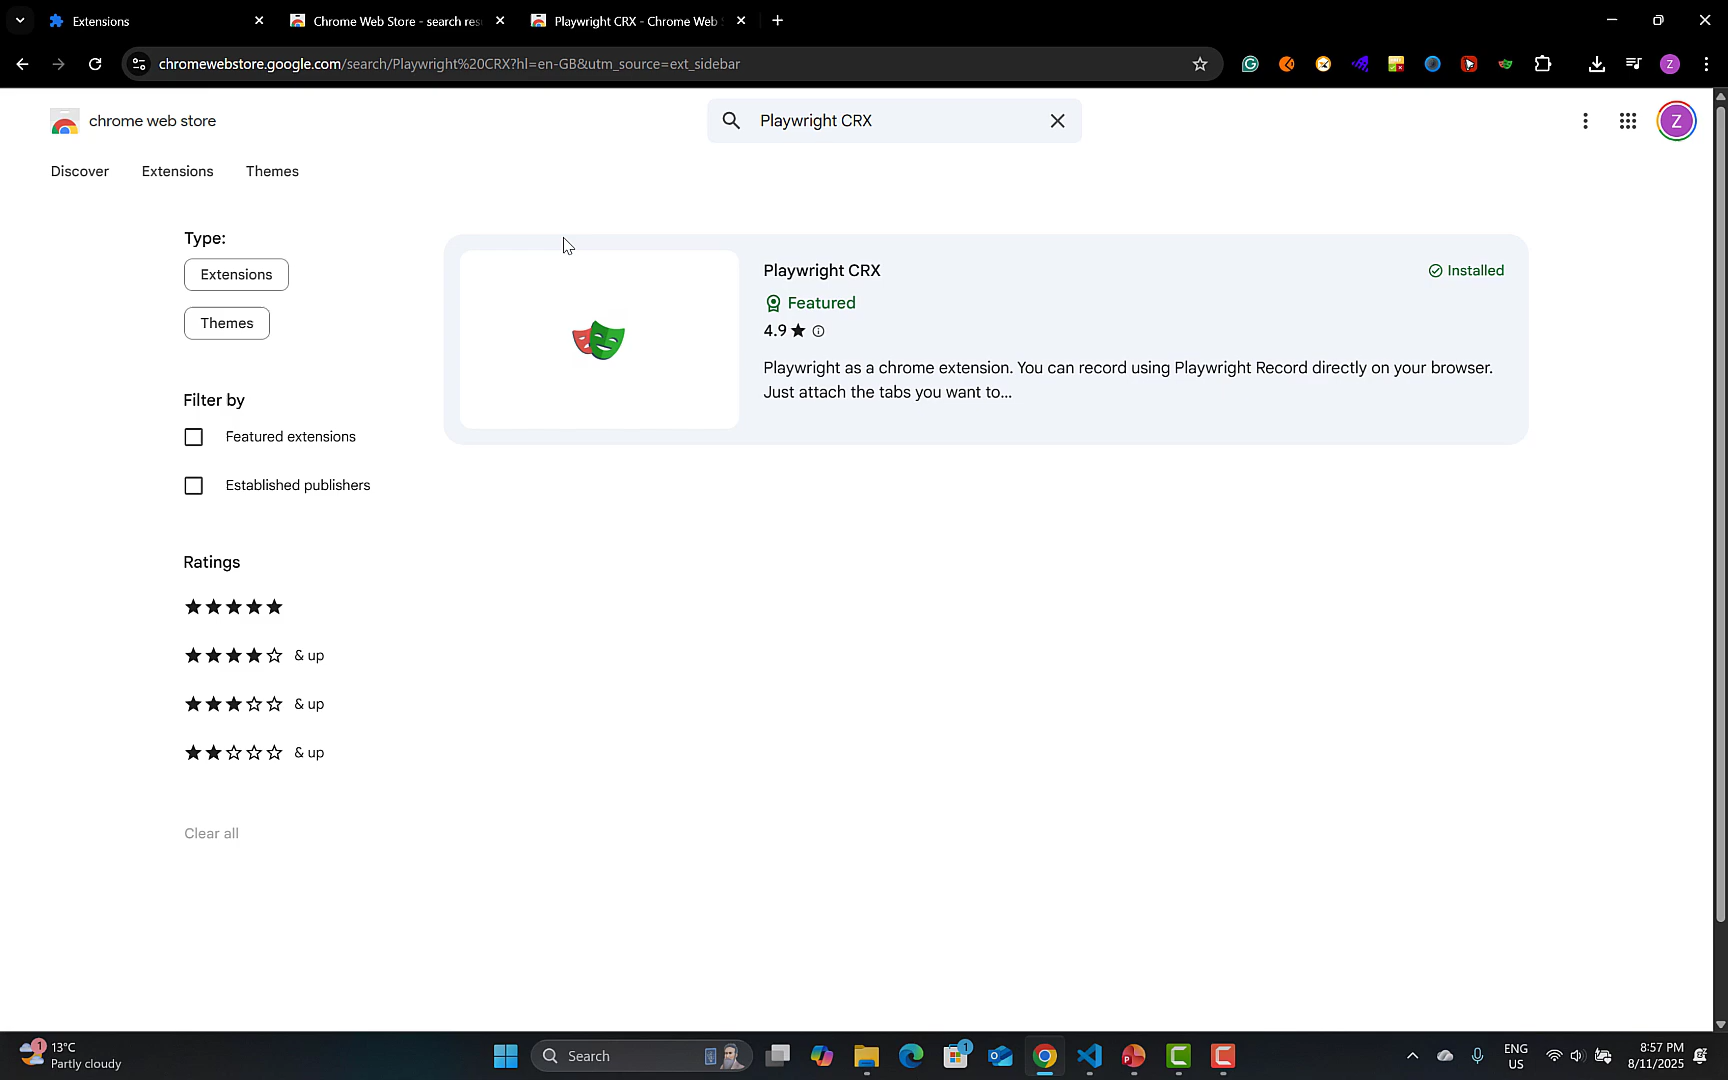 Extensions
Chrome Web Store - search res
Playwright CRX - Chrome Web
chromewebstore.google.com/search/Playwright%20CRX?hl=en-GB&utm_source=ext_sidebar
Z
chrome web store
Playwright CRX
Z
Discover
Extensions
Themes
Type:
Extensions
Themes
Filter by
Featured extensions
Established publishers
Ratings
& up
& up
& up
Clear all
Playwright CRX
Installed
Featured
4.9
Playwright as a chrome extension. You can record using Playwright Record directly on your browser.
Just attach the tabs you want to...
1
13°C
Partly cloudy
Search
1
ENG
US
8:57 PM
8/11/2025